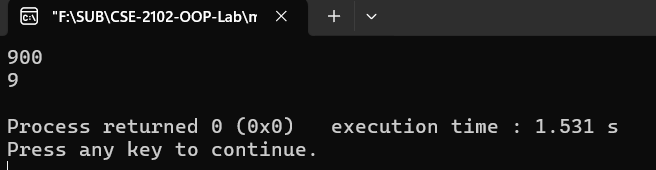 "F:\SUB\CSE-2102-OOP-Lab\m
900
9
Process returned 0 (0x0)   execution time : 1.531 s
Press any key to continue.